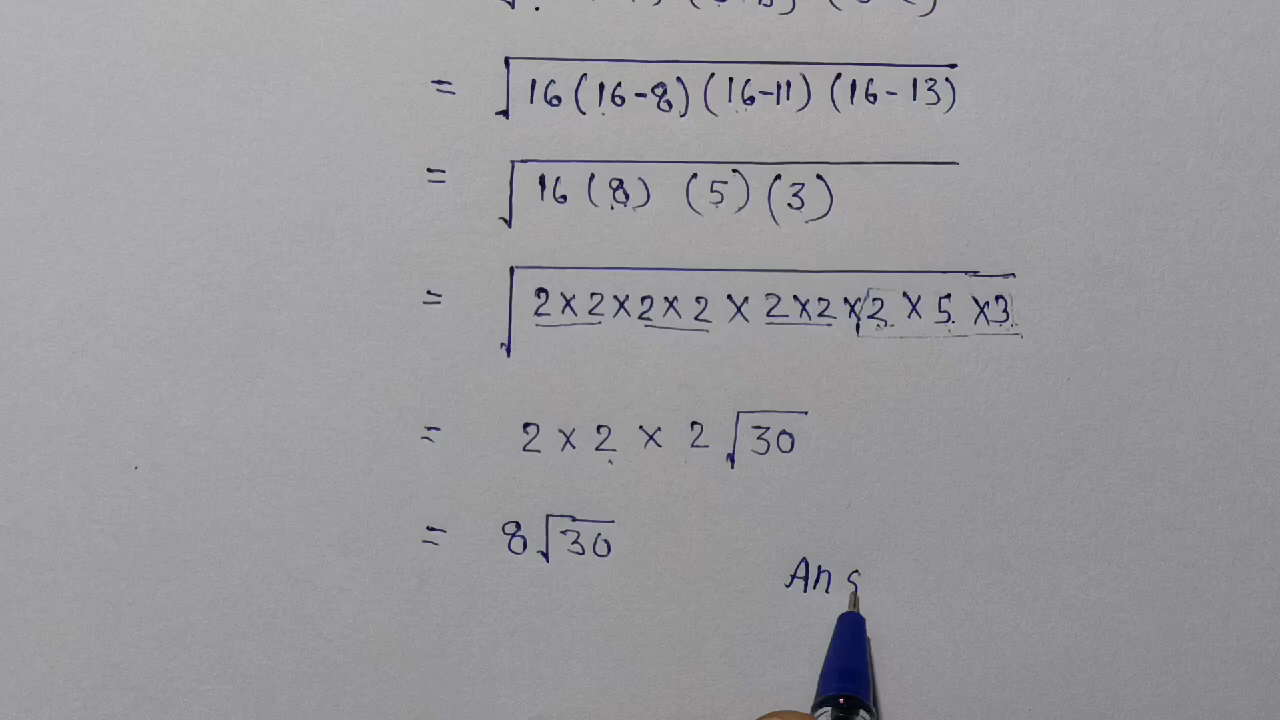 = √16(16-8)(16-11)(16-13)
= √16(8) (5)(3)
= √2×2×2×2×2×2×2×5×3
= 2×2×2√30
= 8√30
Ans